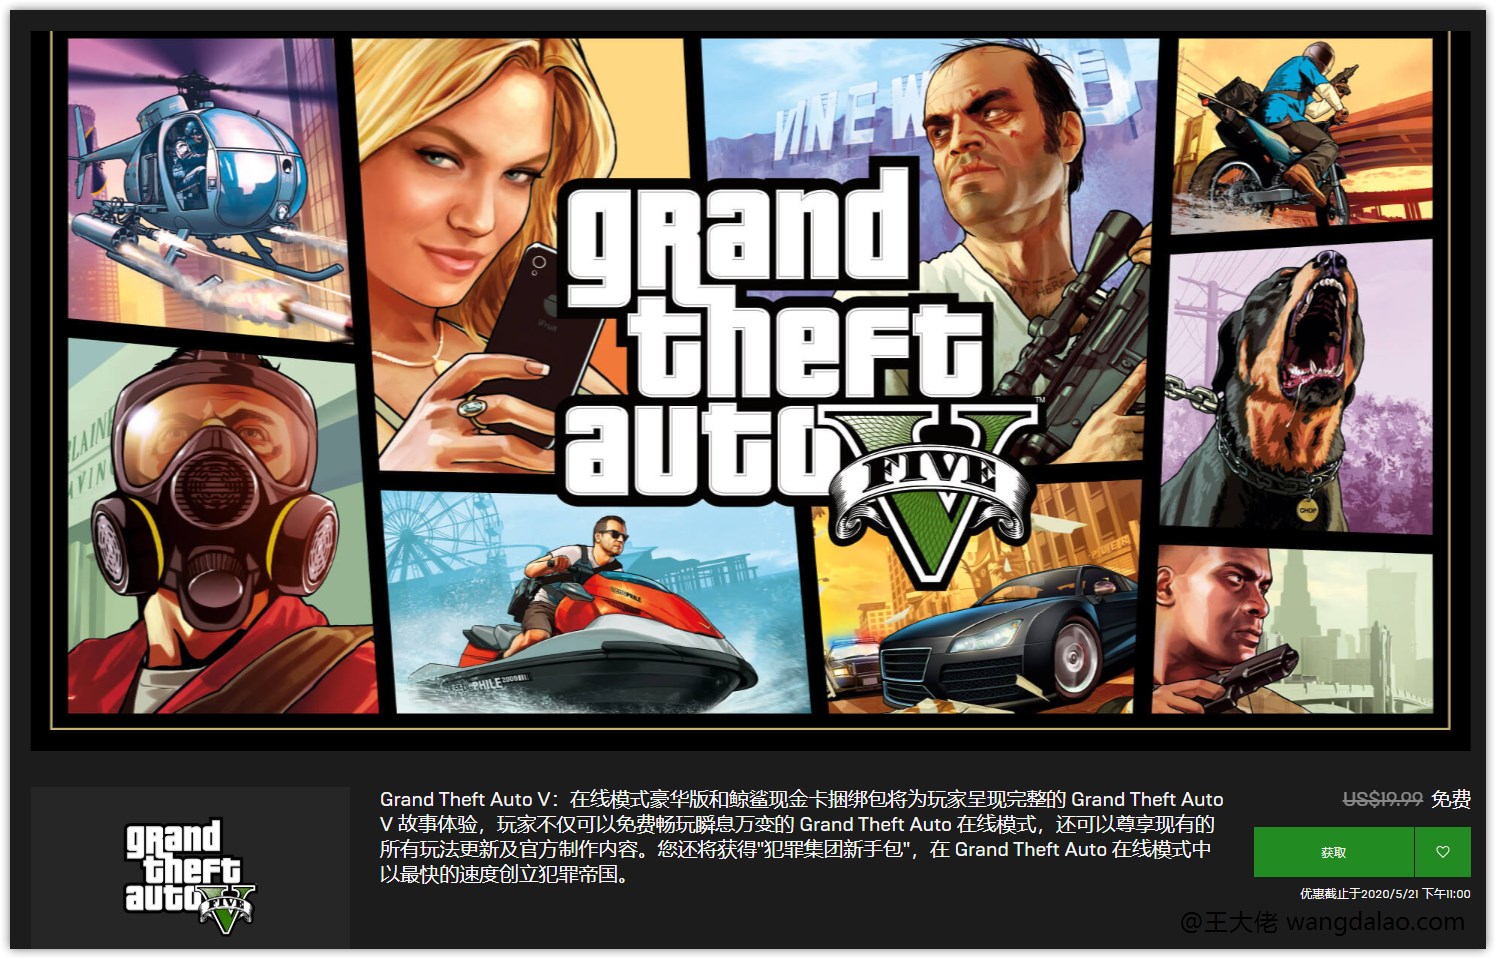 VINEW
grand
theft
auto
V
FIVE
TM
iFruit
CHOP
PHILE
PHILE
Grand Theft Auto V：在线模式豪华版和鲸鲨现金卡捆绑包将为玩家呈现完整的 Grand Theft Auto
V 故事体验，玩家不仅可以免费畅玩瞬息万变的 Grand Theft Auto 在线模式，还可以尊享现有的
所有玩法更新及官方制作内容。您还将获得"犯罪集团新手包"，在 Grand Theft Auto 在线模式中
以最快的速度创立犯罪帝国。
US$19.99 免费
获取
优惠截止于2020/5/21 下午11:00
grand
theft
auto
V
FIVE
@王大佬 wangdalao.com